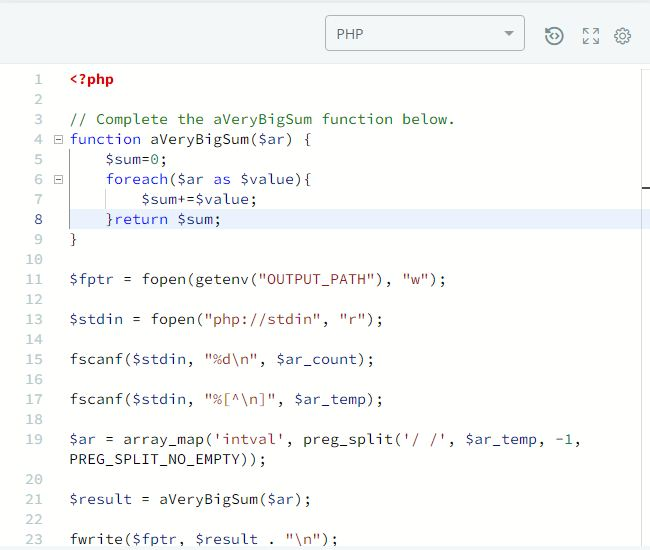 PHP
1 <?php
2
3 // Complete the aVeryBigSum function below.
4 function aVeryBigSum($ar) {
5     $sum=0;
6     foreach($ar as $value){
7         $sum+=$value;
8     }return $sum;
9 }
10
11 $fptr = fopen(getenv("OUTPUT_PATH"), "w");
12
13 $stdin = fopen("php://stdin", "r");
14
15 fscanf($stdin, "%d\n", $ar_count);
16
17 fscanf($stdin, "%[^\n]", $ar_temp);
18
19 $ar = array_map('intval', preg_split('/ /', $ar_temp, -1,
PREG_SPLIT_NO_EMPTY));
20
21 $result = aVeryBigSum($ar);
22
23 fwrite($fptr, $result . "\n");